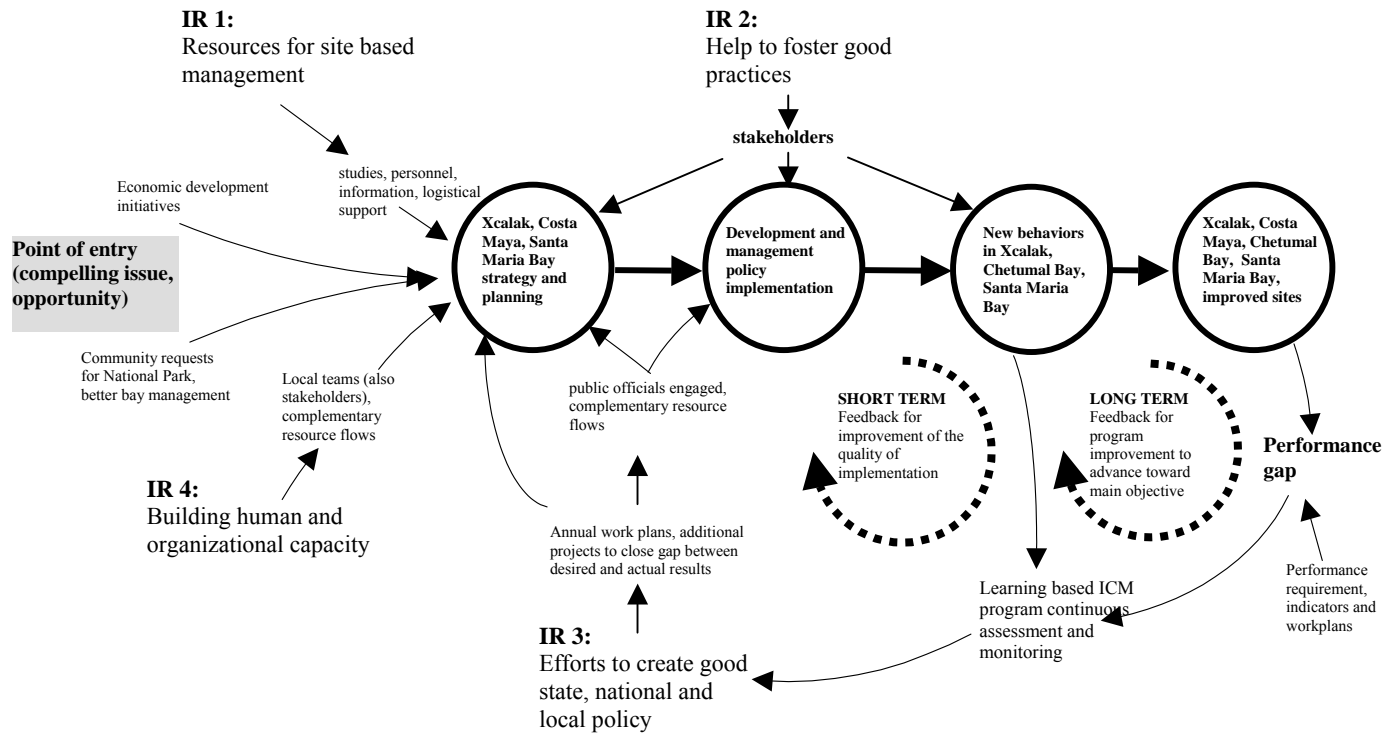 IR 1:
Resources for site based
management
IR 2:
Help to foster good
practices
stakeholders
studies, personnel,
information, logistical
support
Economic development
initiatives
Point of entry
(compelling issue,
opportunity)
Community requests
for National Park,
better bay management
Local teams (also
stakeholders),
complementary
resource flows
IR 4:
Building human and
organizational capacity
Xcalak, Costa
Maya, Santa
Maria Bay
strategy and
planning
Development and
management
policy
implementation
New behaviors
in Xcalak,
Chetumal Bay,
Santa Maria
Bay
Xcalak, Costa
Maya, Chetumal
Bay, Santa
Maria Bay,
improved sites
public officials engaged,
complementary resource
flows
SHORT TERM
Feedback for
improvement of the
quality of
implementation
LONG TERM
Feedback for
program
improvement to
advance toward
main objective
Performance
gap
Annual work plans, additional
projects to close gap between
desired and actual results
Performance
requirement,
indicators and
workplans
Learning based ICM
program continuous
assessment and
monitoring
IR 3:
Efforts to create good
state, national and
local policy